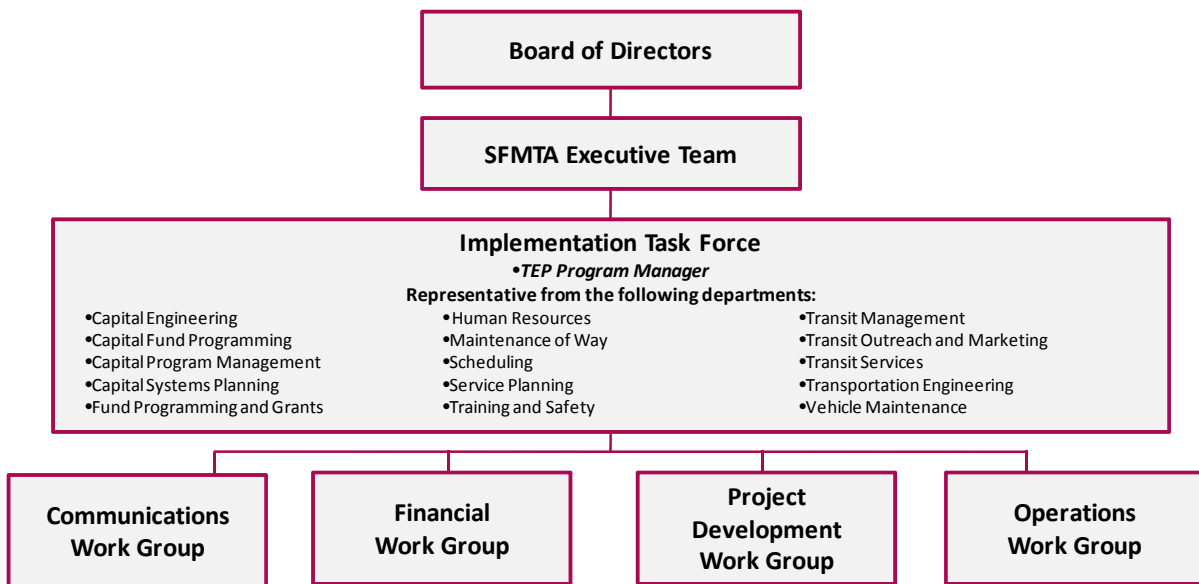 Board of Directors
SFMTA Executive Team
Implementation Task Force
•TEP Program Manager
Representative from the following departments:
•Capital Engineering
•Capital Fund Programming
•Capital Program Management
•Capital Systems Planning
•Fund Programming and Grants
•Human Resources
•Maintenance of Way
•Scheduling
•Service Planning
•Training and Safety
•Transit Management
•Transit Outreach and Marketing
•Transit Services
•Transportation Engineering
•Vehicle Maintenance
Communications
Work Group
Financial
Work Group
Project
Development
Work Group
Operations
Work Group